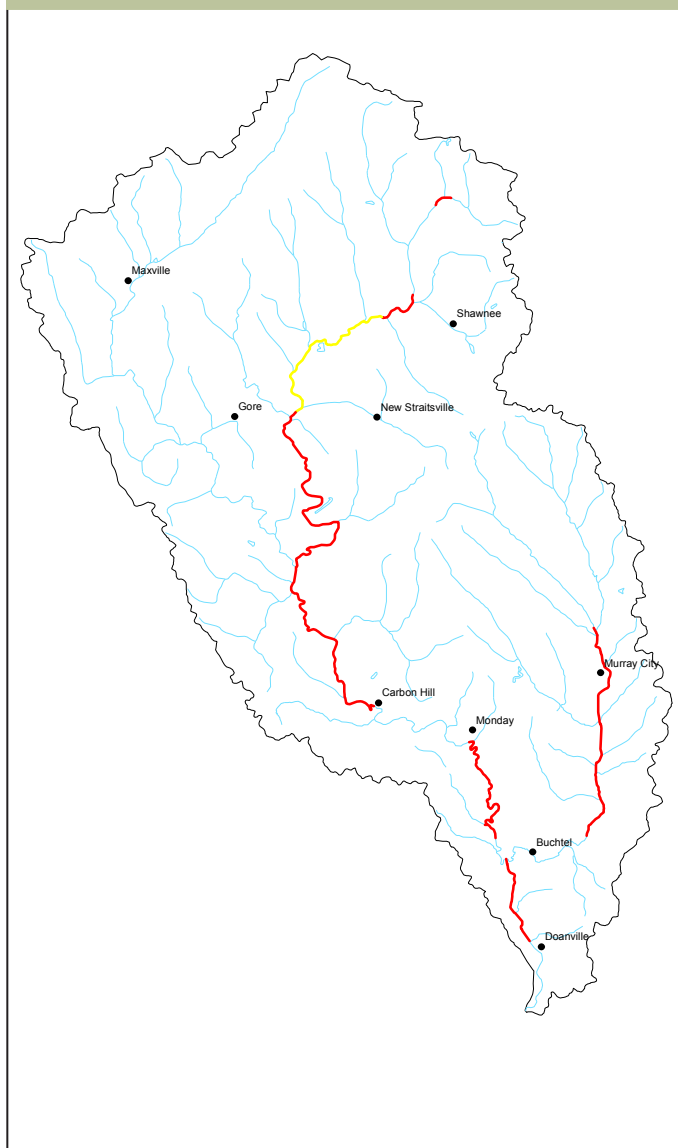 Maxville
Shawnee
Gore
New Straitsville
Murray City
Carbon Hill
Monday
Buchtel
Doanville